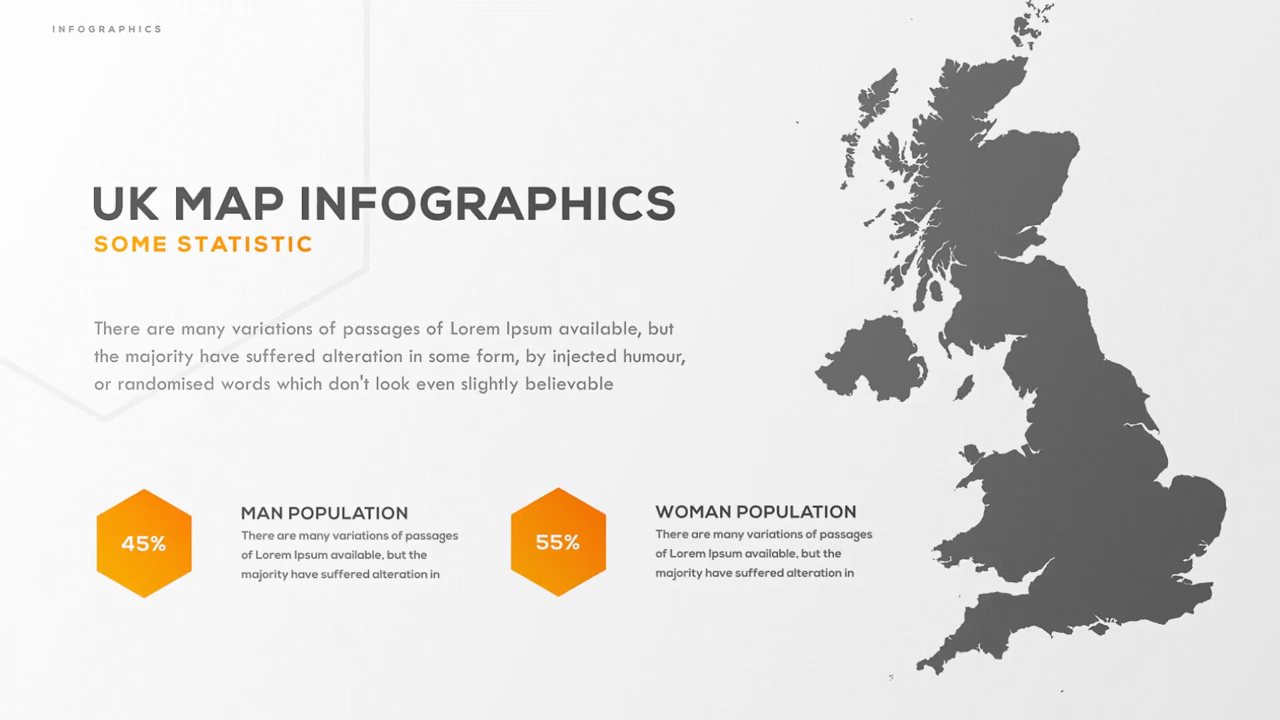 INFOGRAPHICS
UK MAP INFOGRAPHICS
SOME STATISTIC
There are many variations of passages of Lorem Ipsum available, but
the majority have suffered alteration in some form, by injected humour,
or randomised words which don't look even slightly believable
45%
MAN POPULATION
There are many variations of passages
of Lorem Ipsum available, but the
majority have suffered alteration in
55%
WOMAN POPULATION
There are many variations of passages
of Lorem Ipsum available, but the
majority have suffered alteration in